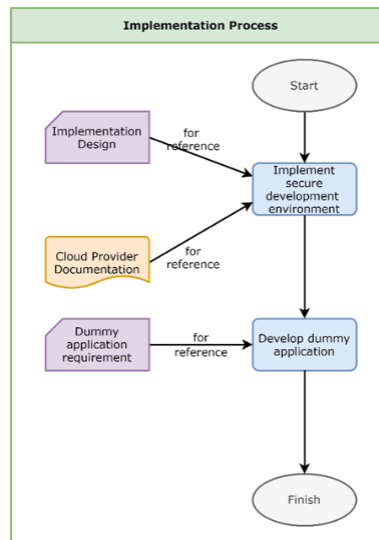 Implementation Process
Start
Implementation
Design
for
reference
Implement
secure
development
environment
Cloud Provider
Documentation
for
reference
Dummy
application
requirement
for
reference
Develop dummy
application
Finish